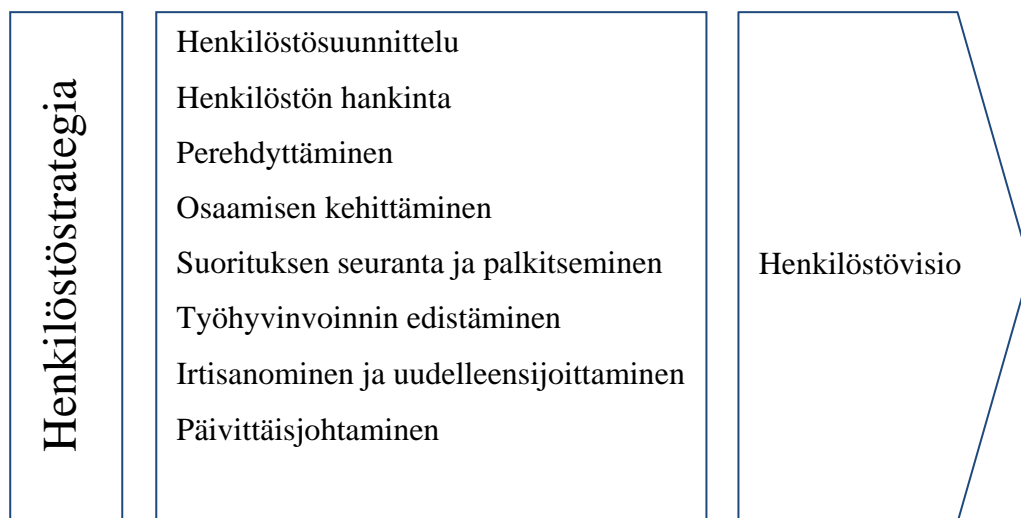 Henkilöstöstrategia
Henkilöstösuunnittelu
Henkilöstön hankinta
Perehdyttäminen
Osaamisen kehittäminen
Suorituksen seuranta ja palkitseminen
Työhyvinvoinnin edistäminen
Irtisanominen ja uudelleensijoittaminen
Päivittäisjohtaminen
Henkilöstövisio